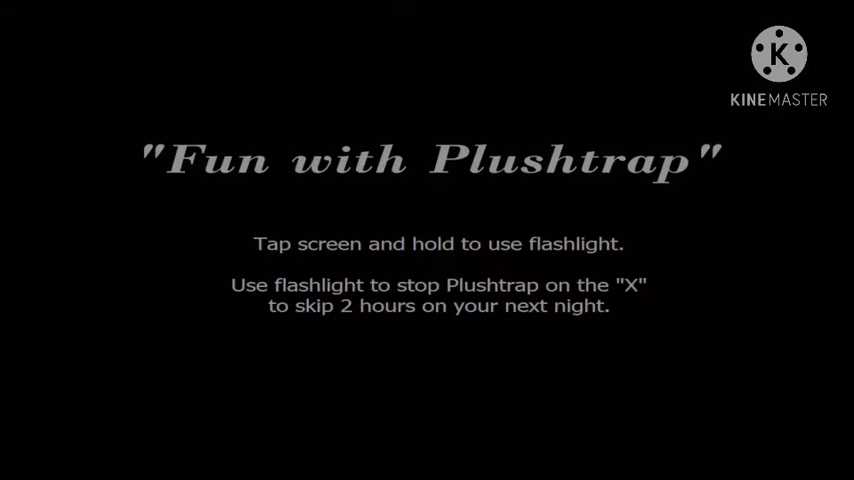 K
KINEMASTER
"Fun with Plushtrap"
Tap screen and hold to use flashlight.
Use flashlight to stop Plushtrap on the "X"
to skip 2 hours on your next night.